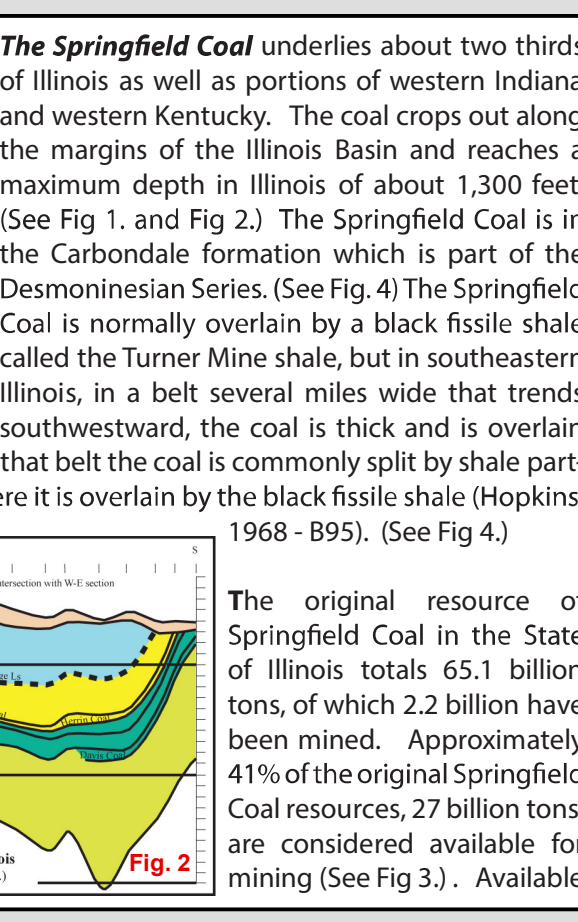 The Springfield Coal underlies about two thirds
of Illinois as well as portions of western Indiana
and western Kentucky. The coal crops out along
the margins of the Illinois Basin and reaches a
maximum depth in Illinois of about 1,300 feet
(See Fig 1. and Fig 2.) The Springfield Coal is in
the Carbondale formation which is part of the
Desmoninesian Series. (See Fig. 4) The Springfield
Coal is normally overlain by a black fissile shale
called the Turner Mine shale, but in southeastern
Illinois, in a belt several miles wide that trends
southwestward, the coal is thick and is overlain
that belt the coal is commonly split by shale part-
ere it is overlain by the black fissile shale (Hopkins
1968 - B95). (See Fig 4.)
S
ntersection with W-E section
ge Ls
al
Herrin Coal
Davis Coal
ois
.)
Fig. 2
The original resource of
Springfield Coal in the State
of Illinois totals 65.1 billion
tons, of which 2.2 billion have
been mined. Approximately
41% of the original Springfield
Coal resources, 27 billion tons
are considered available for
mining (See Fig 3.) . Available